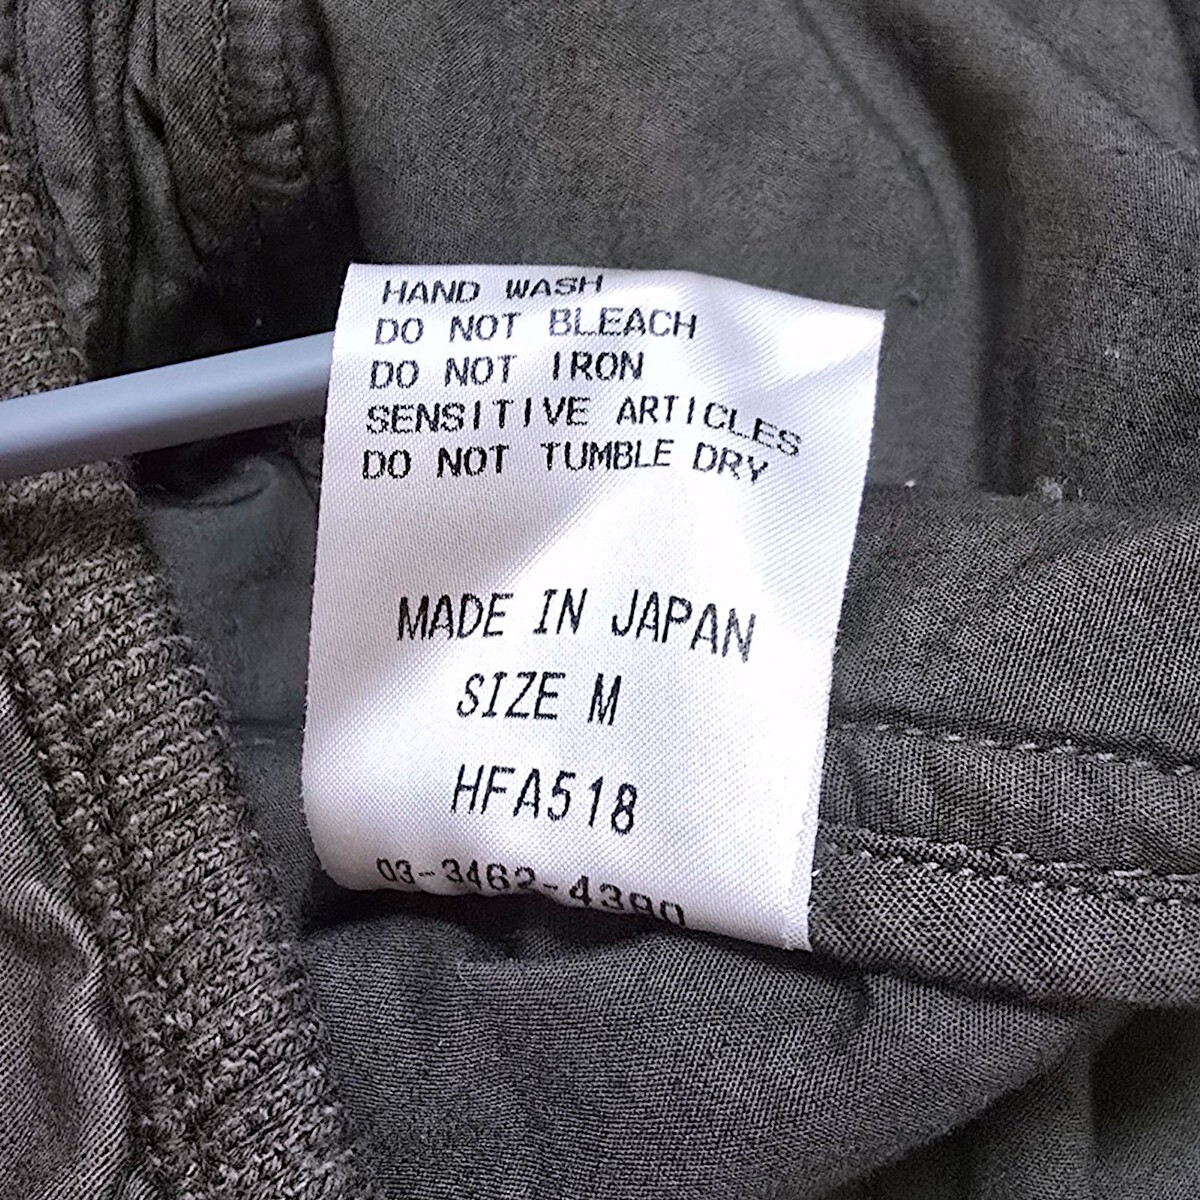 HAND WASH
DO NOT BLEACH
DO NOT IRON
SENSITIVE ARTICLES
DO NOT TUMBLE DRY
MADE IN JAPAN
SIZE M
HFA518
03-3462-4390